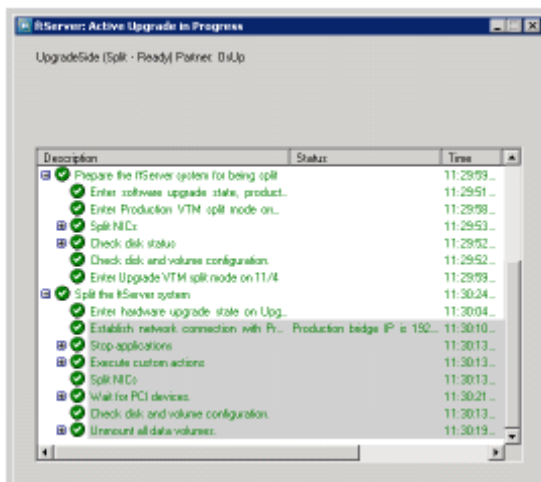 ftServer: Active Upgrade in Progress
UpgradeSide (Split - Ready) Partner: OsUp
Description Status Time
Prepare the ftServer system for being split 11:29:59...
Enter software upgrade state, product... 11:29:51...
Enter Production VTM split mode on... 11:29:58...
Split NICs 11:29:53...
Check disk status 11:29:52...
Check disk and volume configuration. 11:29:52...
Enter Upgrade VTM split mode on 11/4 11:29:59...
Split the ftServer system 11:30:24...
Enter hardware upgrade state on Upg... 11:30:04...
Establish network connection with Pr... Production bridge IP is 192... 11:30:10...
Stop applications 11:30:13...
Execute custom actions 11:30:13...
Split NICs 11:30:13...
Wait for PCI devices. 11:30:21...
Check disk and volume configuration. 11:30:13...
Unmount all data volumes. 11:30:19...